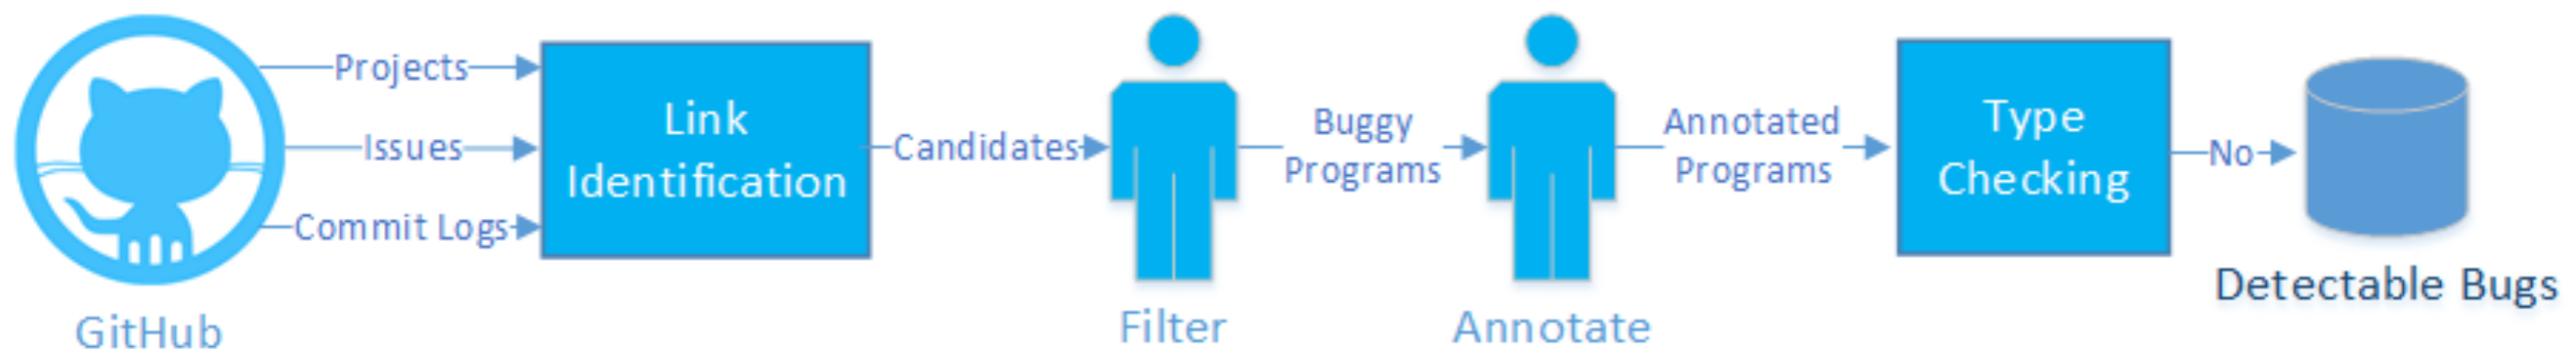 Projects
Issues
Commit Logs
GitHub
Link
Identification
Candidates
Filter
Buggy
Programs
Annotate
Annotated
Programs
Type
Checking
No
Detectable Bugs